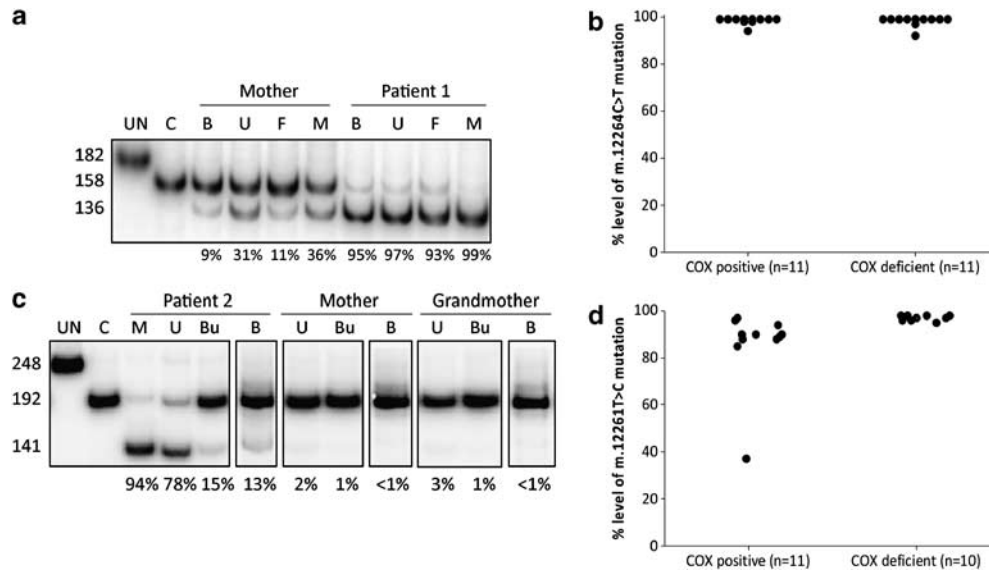 a
Mother Patient 1
UN C B U F M B U F M
182
158
136
9% 31% 11% 36% 95% 97% 93% 99%
b
% level of m.12264C>T mutation
100
80
60
40
20
0
COX positive (n=11) COX deficient (n=11)
c
Patient 2 Mother Grandmother
UN C M U Bu B U Bu B U Bu B
248
192
141
94% 78% 15% 13% 2% 1% <1% 3% 1% <1%
d
% level of m.12261T>C mutation
100
80
60
40
20
0
COX positive (n=11) COX deficient (n=10)